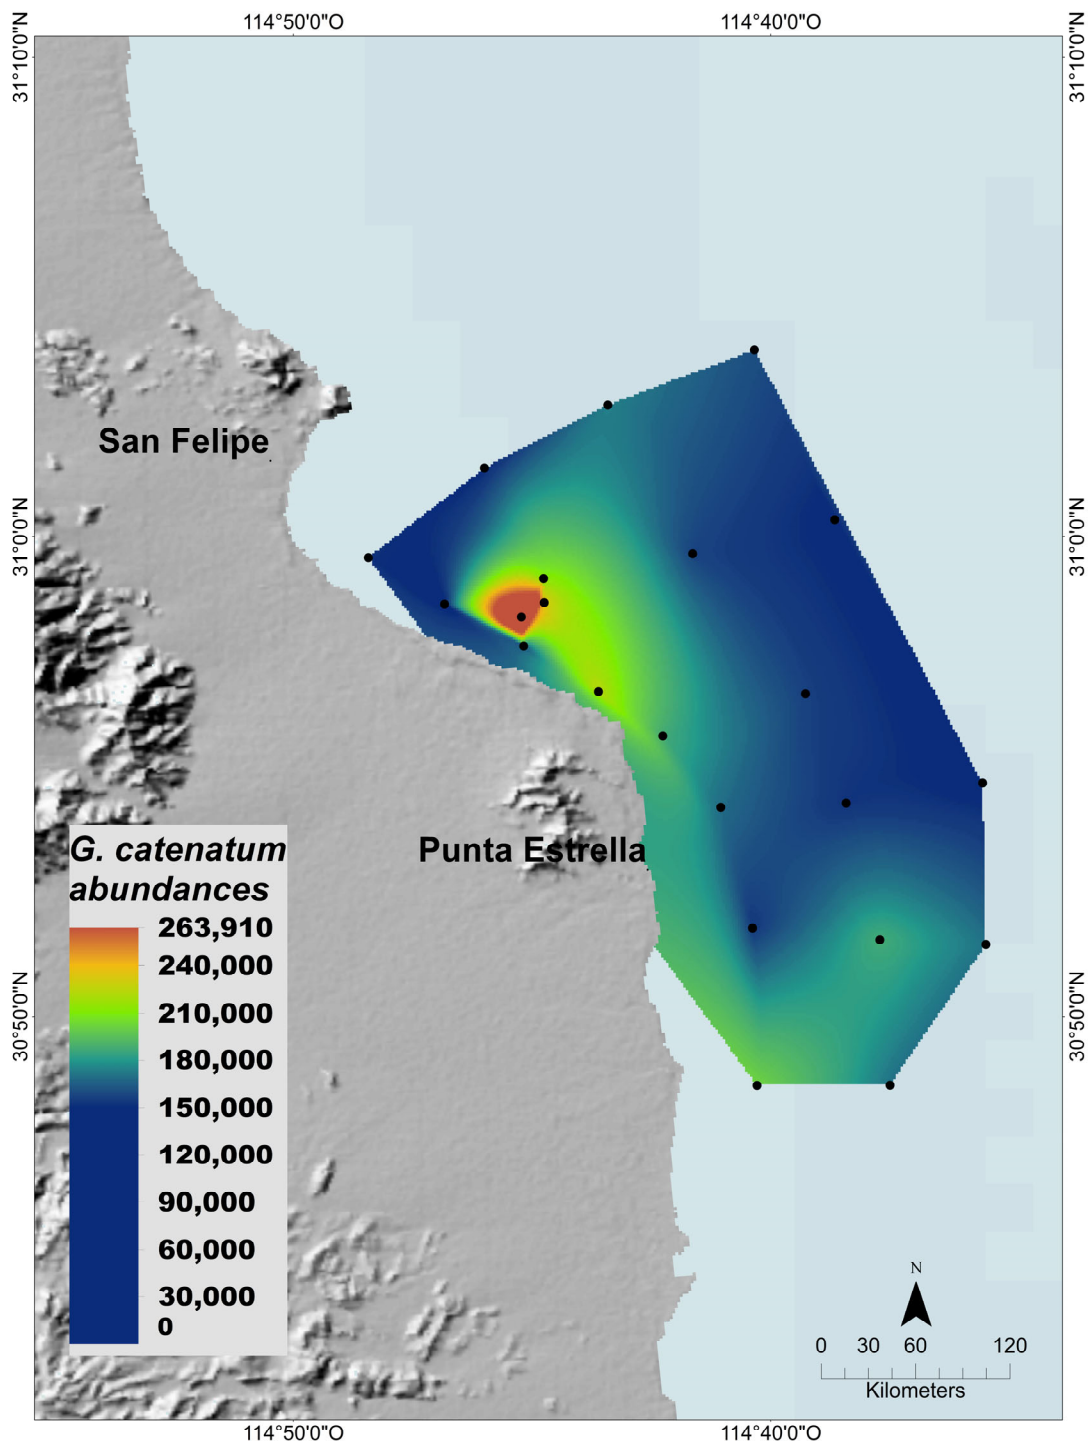 114°50'0"O
114°40'0"O
31°10'0"N
31°10'0"N
San Felipe
31°0'0"N
31°0'0"N
Punta Estrella
G. catenatum
abundances
263,910
240,000
210,000
180,000
150,000
120,000
90,000
60,000
30,000
0
30°50'0"N
30°50'0"N
N
0 30 60 120
Kilometers
114°50'0"O
114°40'0"O